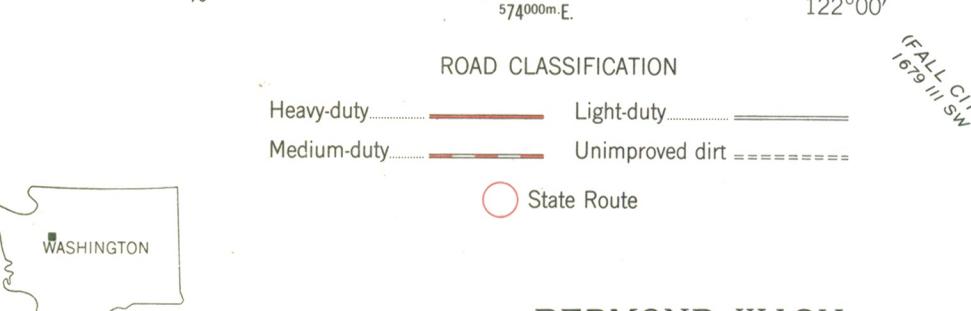 574000m.E.
122°00'
(FALL CI
1679 III SW
ROAD CLASSIFICATION
Heavy-duty
Light-duty
Medium-duty
Unimproved dirt
State Route
WASHINGTON